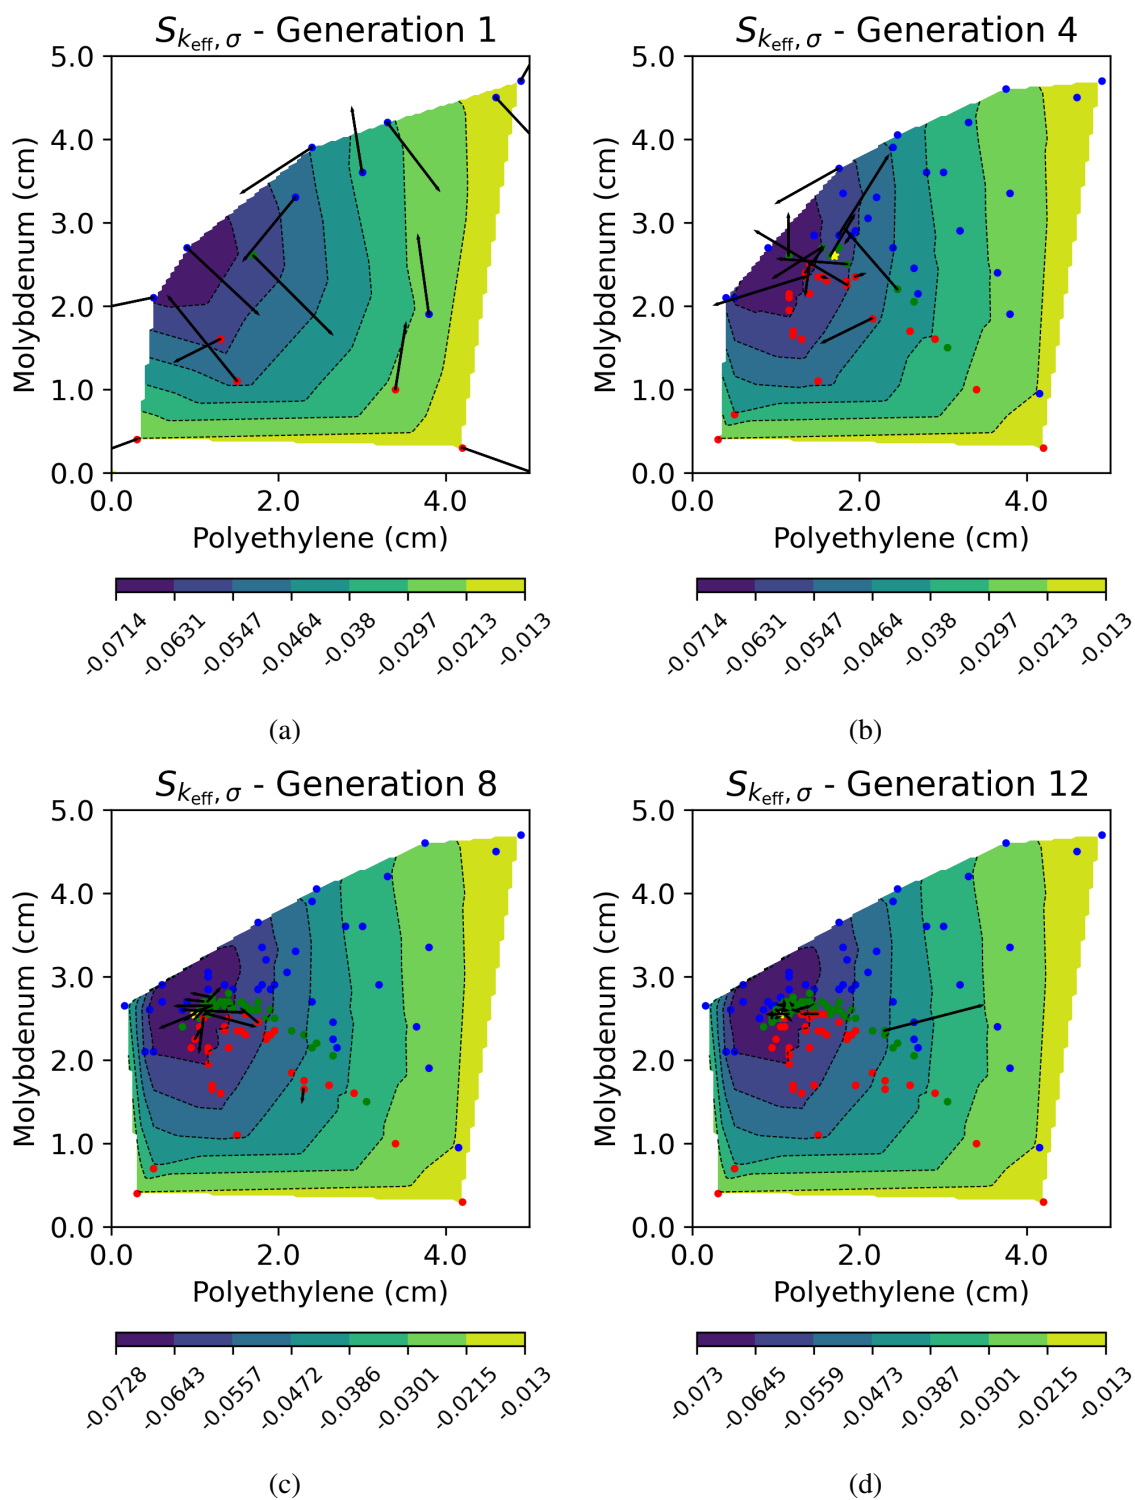 S_{k_eff, σ} - Generation 1
5.0
4.0
3.0
2.0
1.0
0.0
Molybdenum (cm)
0.0 2.0 4.0
Polyethylene (cm)
-0.0714 -0.0631 -0.0547 -0.0464 -0.038 -0.0297 -0.0213 -0.013
(a)
S_{k_eff, σ} - Generation 4
5.0
4.0
3.0
2.0
1.0
0.0
Molybdenum (cm)
0.0 2.0 4.0
Polyethylene (cm)
-0.0714 -0.0631 -0.0547 -0.0464 -0.038 -0.0297 -0.0213 -0.013
(b)
S_{k_eff, σ} - Generation 8
5.0
4.0
3.0
2.0
1.0
0.0
Molybdenum (cm)
0.0 2.0 4.0
Polyethylene (cm)
-0.0728 -0.0643 -0.0557 -0.0472 -0.0386 -0.0301 -0.0215 -0.013
(c)
S_{k_eff, σ} - Generation 12
5.0
4.0
3.0
2.0
1.0
0.0
Molybdenum (cm)
0.0 2.0 4.0
Polyethylene (cm)
-0.073 -0.0645 -0.0559 -0.0473 -0.0387 -0.0301 -0.0215 -0.013
(d)